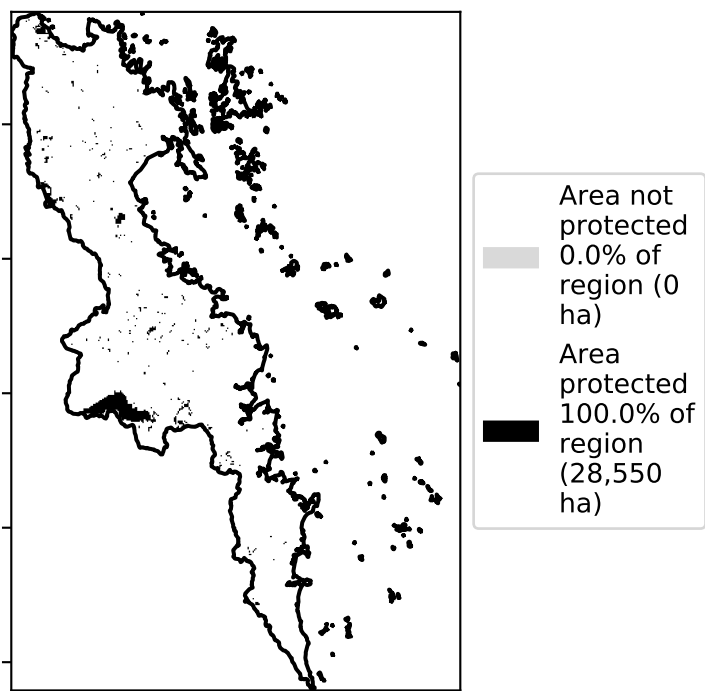 Area not
protected
0.0% of
region (0
ha)
Area
protected
100.0% of
region
(28,550
ha)